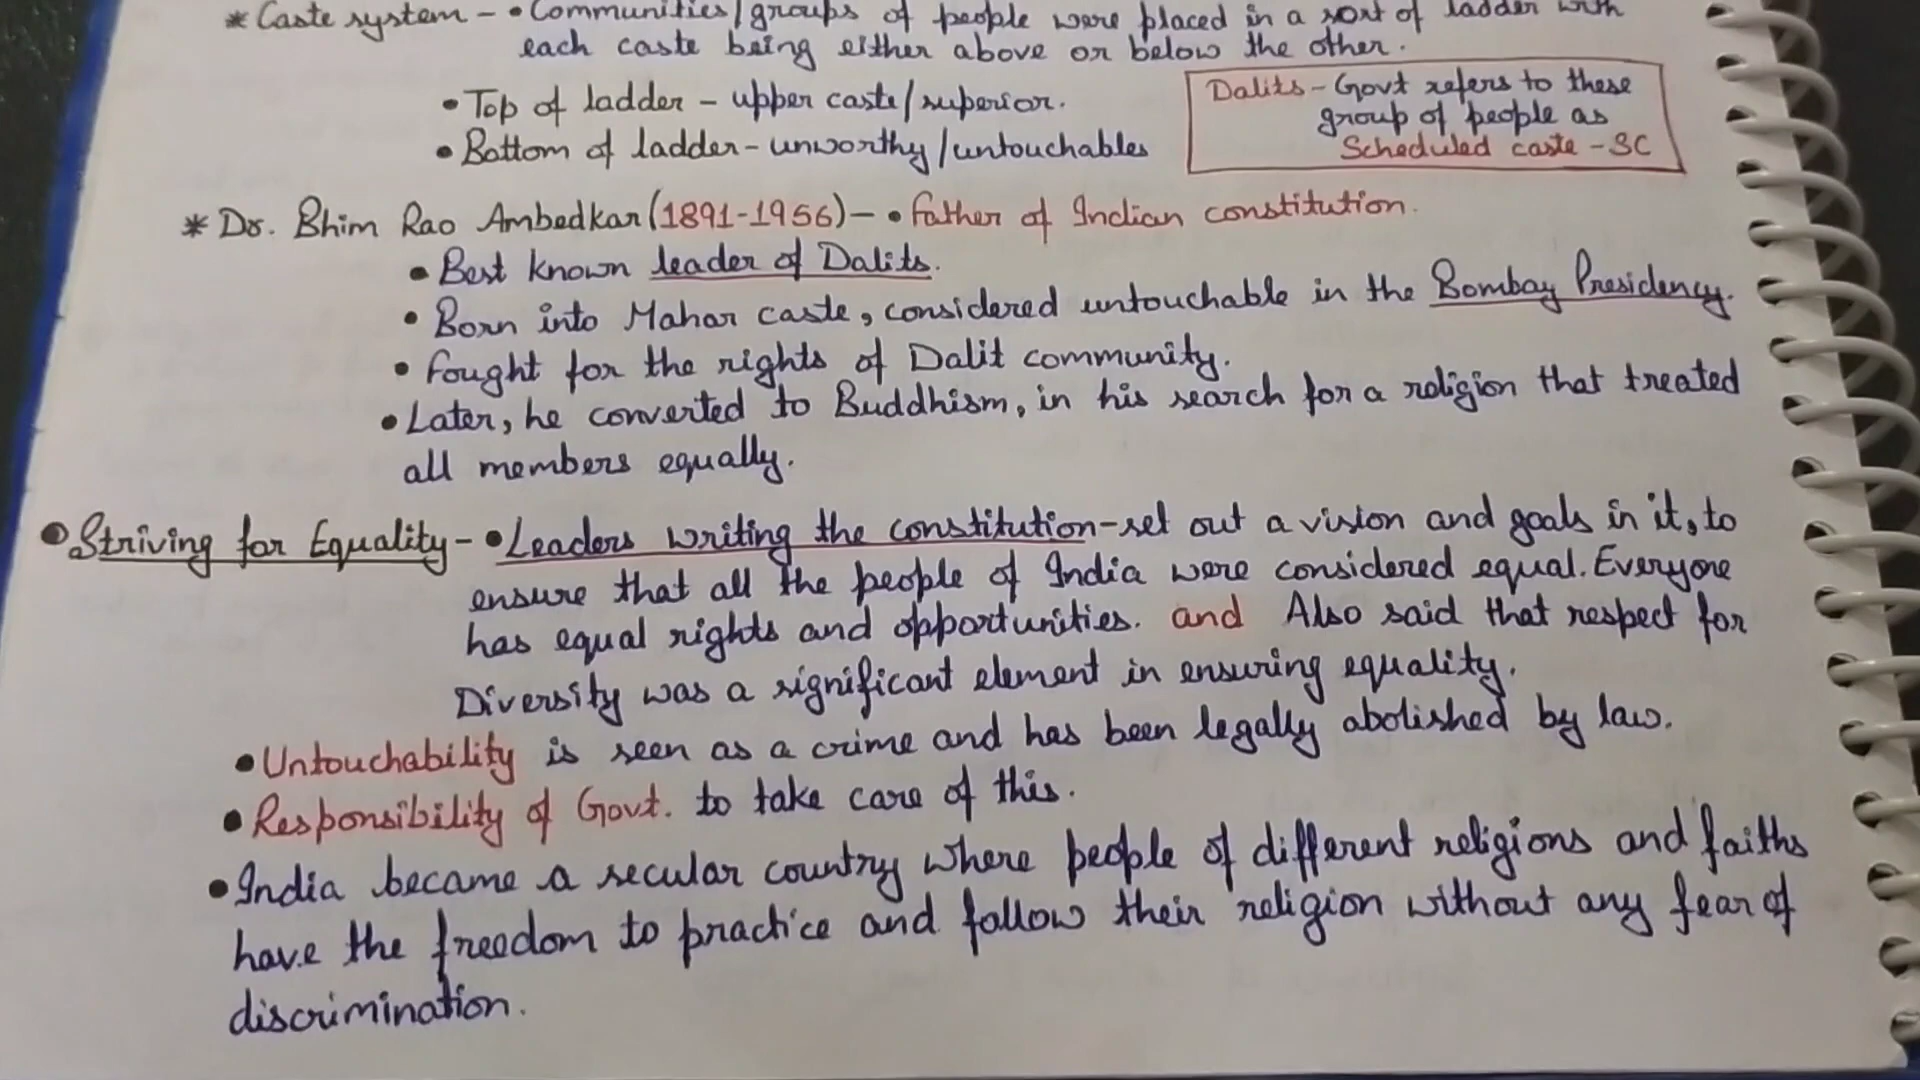 * Caste system - • Communities/groups of people were placed in a sort of ladder with
each caste being either above or below the other.
• Top of ladder - upper caste/superior.
• Bottom of ladder - unworthy/untouchables
Dalits - Govt refers to these
group of people as
Scheduled caste - SC
* Dr. Bhim Rao Ambedkar (1891-1956) - • Father of Indian constitution.
• Best known leader of Dalits.
• Born into Mahar caste, considered untouchable in the Bombay Presidency.
• Fought for the rights of Dalit community.
• Later, he converted to Buddhism, in his search for a religion that treated
all members equally.
• Striving for Equality - • Leaders writing the constitution - set out a vision and goals in it, to
ensure that all the people of India were considered equal. Everyone
has equal rights and opportunities. and Also said that respect for
Diversity was a significant element in ensuring equality.
• Untouchability is seen as a crime and has been legally abolished by law.
• Responsibility of Govt. to take care of this.
• India became a secular country where people of different religions and faiths
have the freedom to practice and follow their religion without any fear of
discrimination.